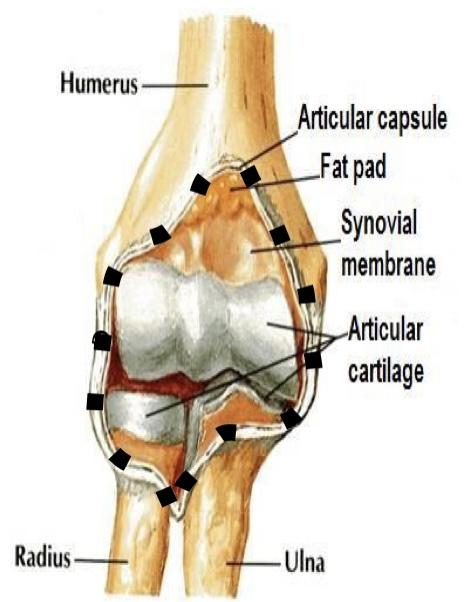 Humerus
Articular capsule
Fat pad
Synovial
membrane
Articular
cartilage
Radius
Ulna